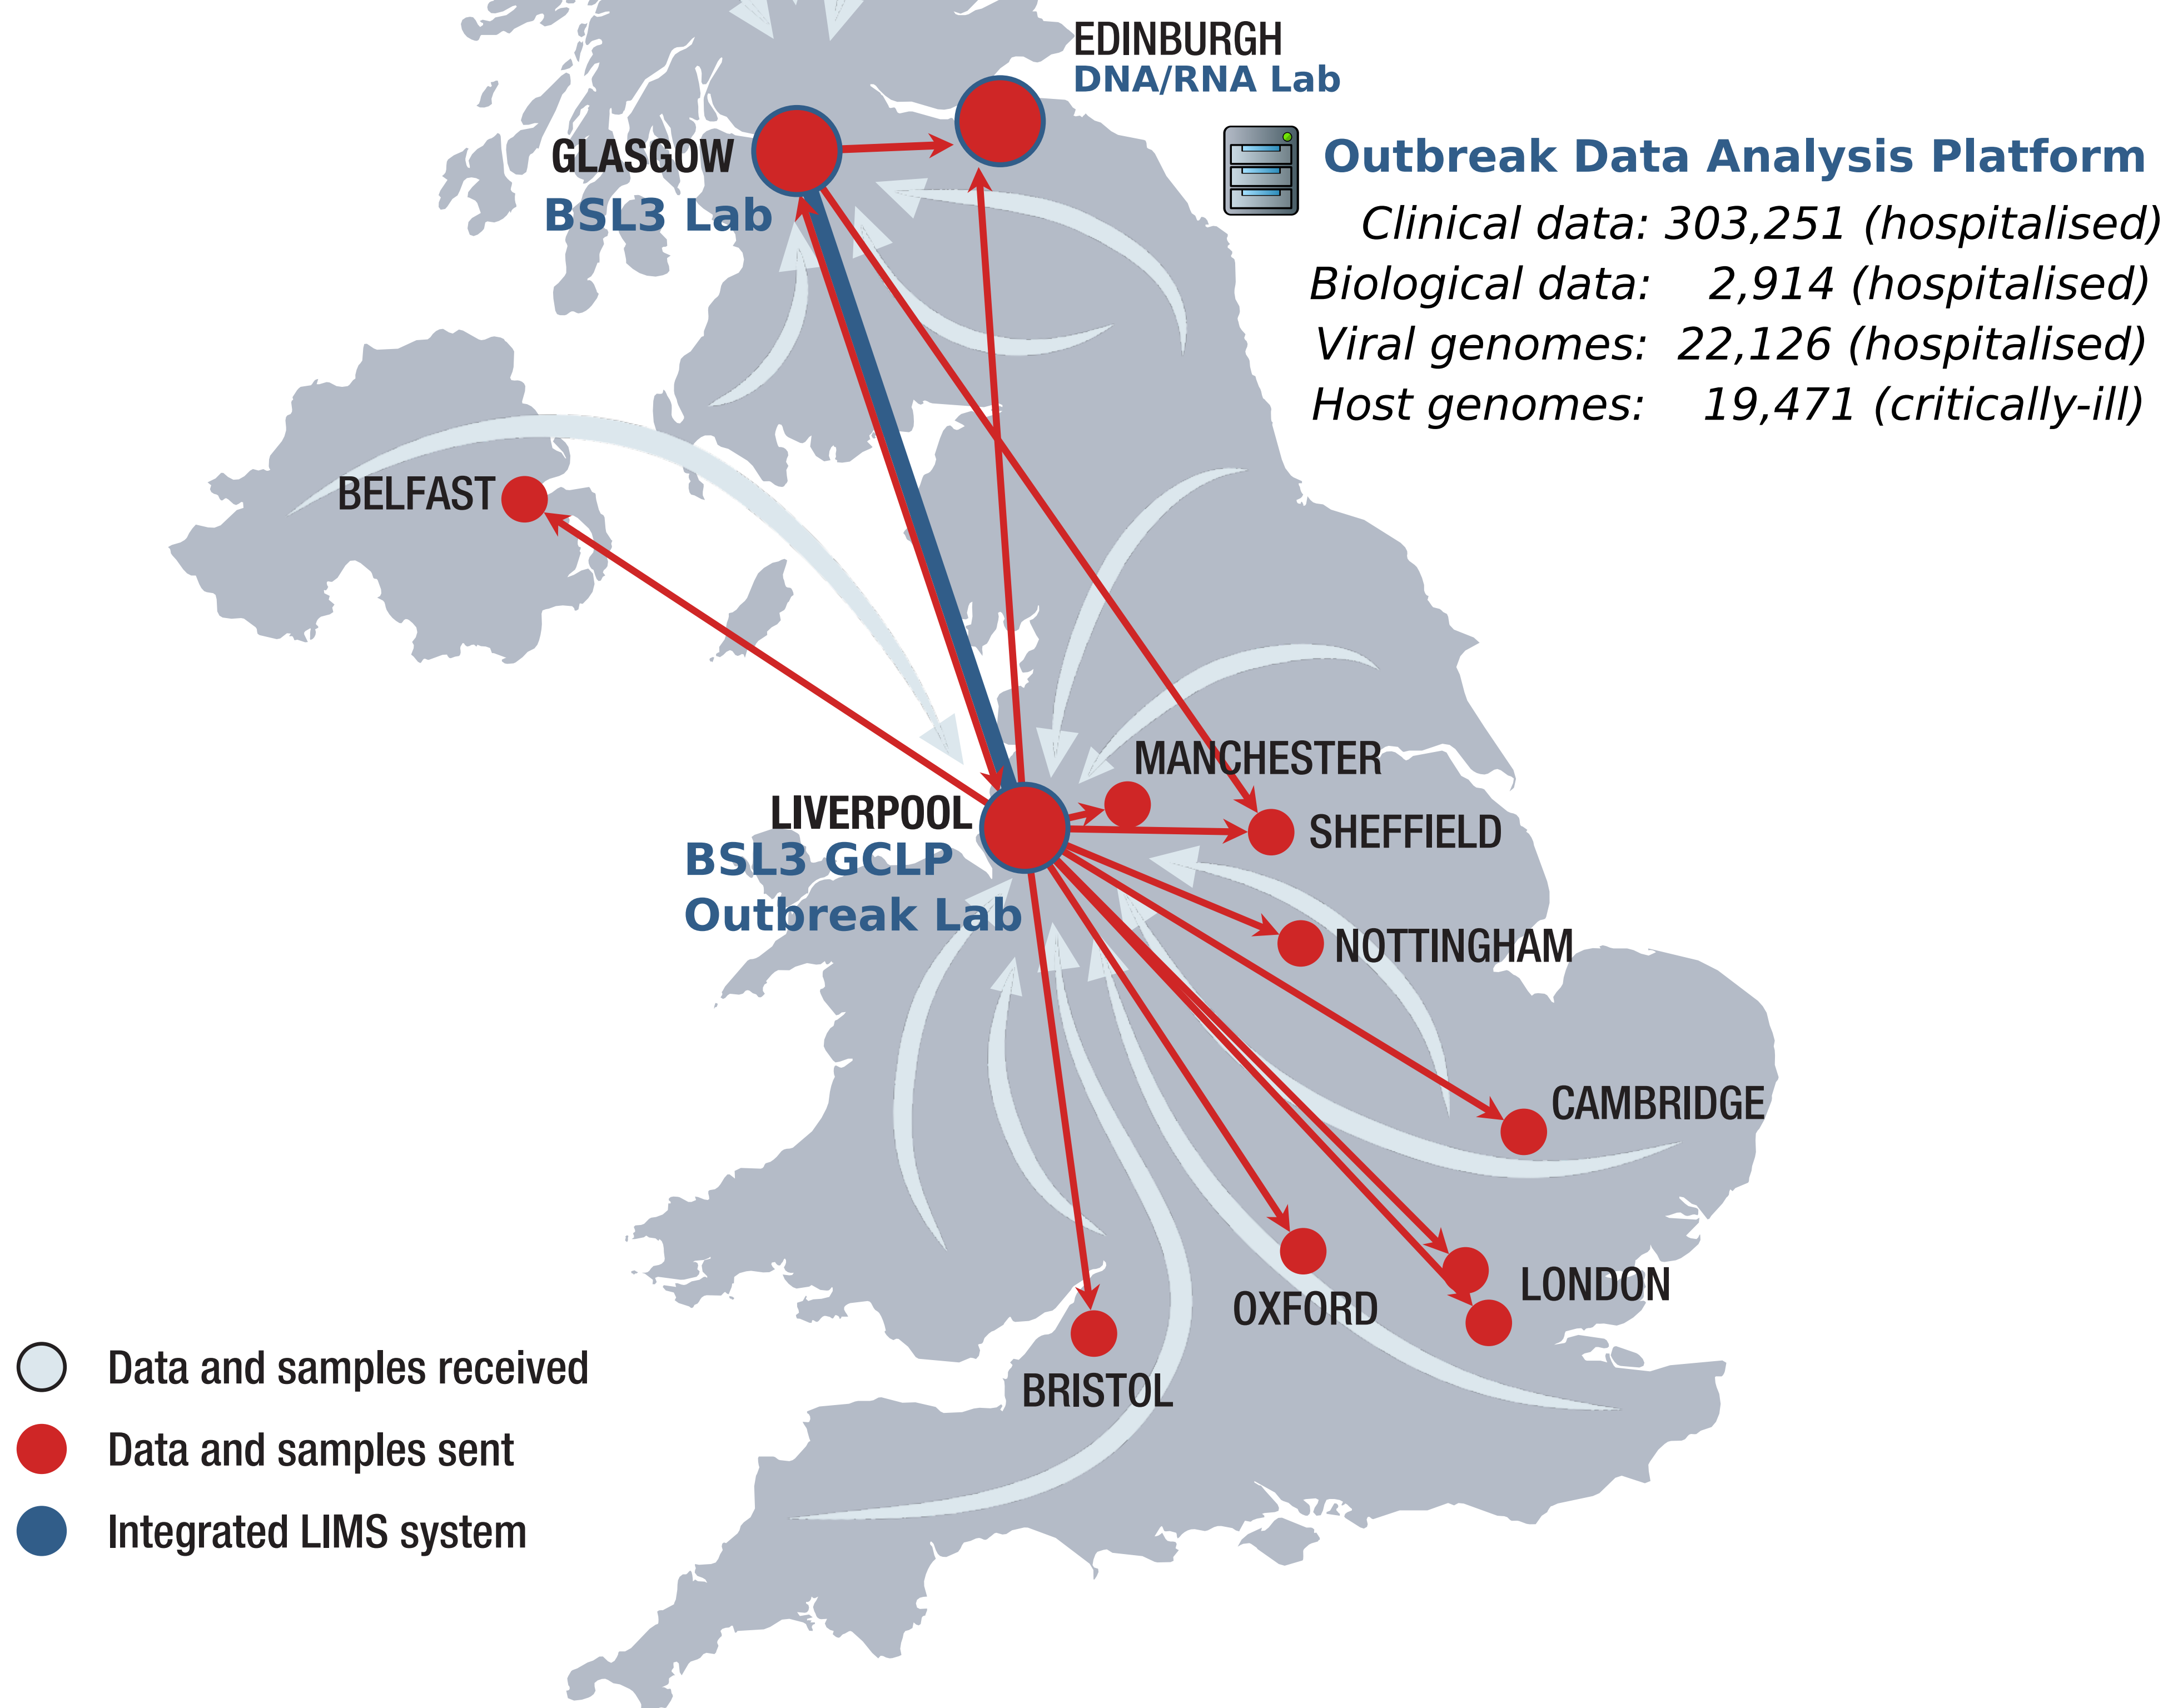 EDINBURGH
DNA/RNA Lab
GLASGOW
BSL3 Lab
Outbreak Data Analysis Platform
Clinical data: 303,251 (hospitalised)
Biological data: 2,914 (hospitalised)
Viral genomes: 22,126 (hospitalised)
Host genomes: 19,471 (critically-ill)
BELFAST
MANCHESTER
LIVERPOOL
BSL3 GCLP
Outbreak Lab
SHEFFIELD
NOTTINGHAM
CAMBRIDGE
LONDON
OXFORD
BRISTOL
Data and samples received
Data and samples sent
Integrated LIMS system